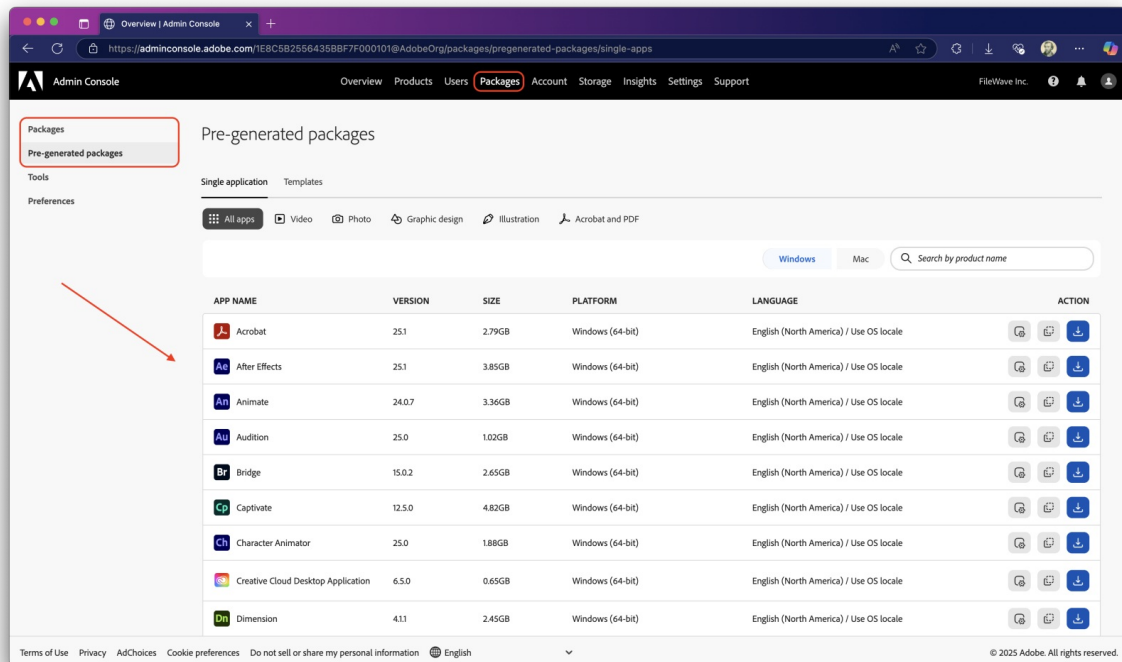 Overview | Admin Console
https://adminconsole.adobe.com/1E8C5B2556435BBF7F000101@AdobeOrg/packages/pregenerated-packages/single-apps
Admin Console Overview Products Users Packages Account Storage Insights Settings Support FileWave Inc.
Packages
Pre-generated packages
Tools
Preferences
Pre-generated packages
Single application Templates
All apps Video Photo Graphic design Illustration Acrobat and PDF
Windows Mac Search by product name
APP NAME VERSION SIZE PLATFORM LANGUAGE ACTION
Acrobat 25.1 2.79GB Windows (64-bit) English (North America) / Use OS locale
Ae After Effects 25.1 3.85GB Windows (64-bit) English (North America) / Use OS locale
An Animate 24.0.7 3.36GB Windows (64-bit) English (North America) / Use OS locale
Au Audition 25.0 1.02GB Windows (64-bit) English (North America) / Use OS locale
Br Bridge 15.0.2 2.65GB Windows (64-bit) English (North America) / Use OS locale
Cp Captivate 12.5.0 4.82GB Windows (64-bit) English (North America) / Use OS locale
Ch Character Animator 25.0 1.88GB Windows (64-bit) English (North America) / Use OS locale
Creative Cloud Desktop Application 6.5.0 0.65GB Windows (64-bit) English (North America) / Use OS locale
Dn Dimension 4.1.1 2.45GB Windows (64-bit) English (North America) / Use OS locale
Terms of Use Privacy AdChoices Cookie preferences Do not sell or share my personal information English © 2025 Adobe. All rights reserved.